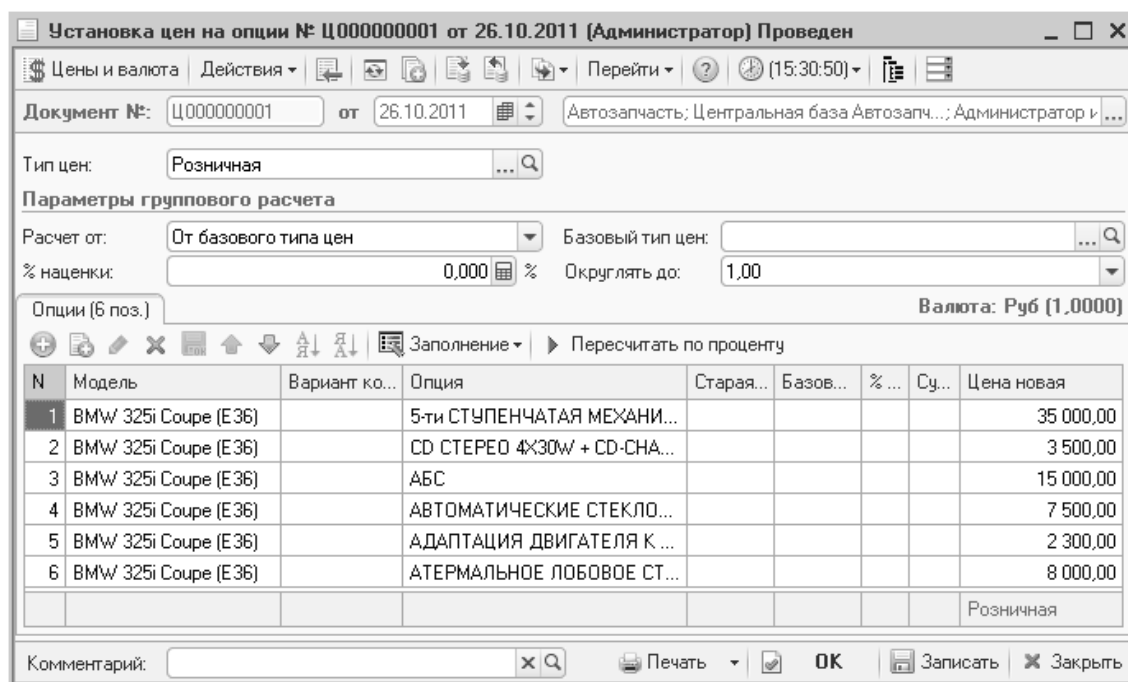 Установка цен на опции № Ц000000001 от 26.10.2011 (Администратор) Проведен
Цены и валюта Действия Перейти (15:30:50)
Документ №: Ц000000001 от 26.10.2011 Автозапчасть; Центральная база Автозапч...; Администратор и ...
Тип цен: Розничная ...
Параметры группового расчета
Расчет от: От базового типа цен Базовый тип цен: ...
% наценки: 0,000 % Округлять до: 1,00
Опции (6 поз.) Валюта: Руб (1,0000)
Заполнение Пересчитать по проценту
N Модель Вариант ко... Опция Старая... Базов... % ... Су... Цена новая
1 BMW 325i Coupe (E36) 5-ти СТУПЕНЧАТАЯ МЕХАНИ... 35 000,00
2 BMW 325i Coupe (E36) CD СТЕРЕО 4X30W + CD-CHA... 3 500,00
3 BMW 325i Coupe (E36) АБС 15 000,00
4 BMW 325i Coupe (E36) АВТОМАТИЧЕСКИЕ СТЕКЛО... 7 500,00
5 BMW 325i Coupe (E36) АДАПТАЦИЯ ДВИГАТЕЛЯ К ... 2 300,00
6 BMW 325i Coupe (E36) АТЕРМАЛЬНОЕ ЛОБОВОЕ СТ... 8 000,00
Розничная
Комментарий: Печать OK Записать Закрыть